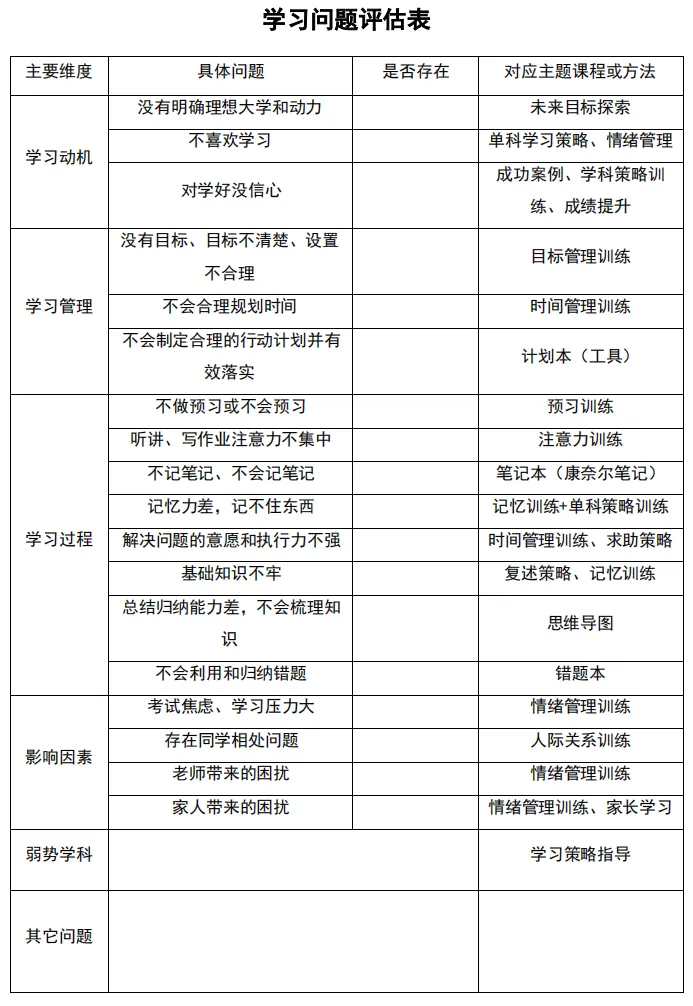 学习问题评估表
主要维度 具体问题 是否存在 对应主题课程或方法
学习动机
没有明确理想大学和动力 未来目标探索
不喜欢学习 单科学习策略、情绪管理
对学好没信心 成功案例、学科策略训
练、成绩提升
学习管理
没有目标、目标不清楚、设置
不合理
目标管理训练
不会合理规划时间 时间管理训练
不会制定合理的行动计划并有
效落实
计划本（工具）
学习过程
不做预习或不会预习 预习训练
听讲、写作业注意力不集中 注意力训练
不记笔记、不会记笔记 笔记本（康奈尔笔记）
记忆力差，记不住东西 记忆训练+单科策略训练
解决问题的意愿和执行力不强 时间管理训练、求助策略
基础知识不牢 复述策略、记忆训练
总结归纳能力差，不会梳理知
识
思维导图
不会利用和归纳错题 错题本
影响因素
考试焦虑、学习压力大 情绪管理训练
存在同学相处问题 人际关系训练
老师带来的困扰 情绪管理训练
家人带来的困扰 情绪管理训练、家长学习
弱势学科 学习策略指导
其它问题